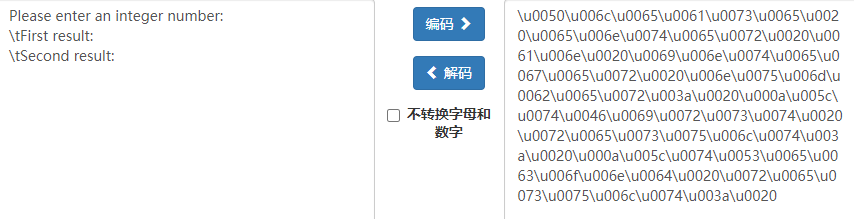 Please enter an integer number:
\tFirst result:
\tSecond result:
编码
解码
不转换字母和
数字
\u0050\u006c\u0065\u0061\u0073\u0065\u002
0\u0065\u006e\u0074\u0065\u0072\u0020\u00
61\u006e\u0020\u0069\u006e\u0074\u0065\u0
067\u0065\u0072\u0020\u006e\u0075\u006d\u
0062\u0065\u0072\u003a\u0020\u000a\u005c\
u0074\u0046\u0069\u0072\u0073\u0074\u0020
\u0072\u0065\u0073\u0075\u006c\u0074\u003
a\u0020\u000a\u005c\u0074\u0053\u0065\u00
63\u006f\u006e\u0064\u0020\u0072\u0065\u0
073\u0075\u006c\u0074\u003a\u0020